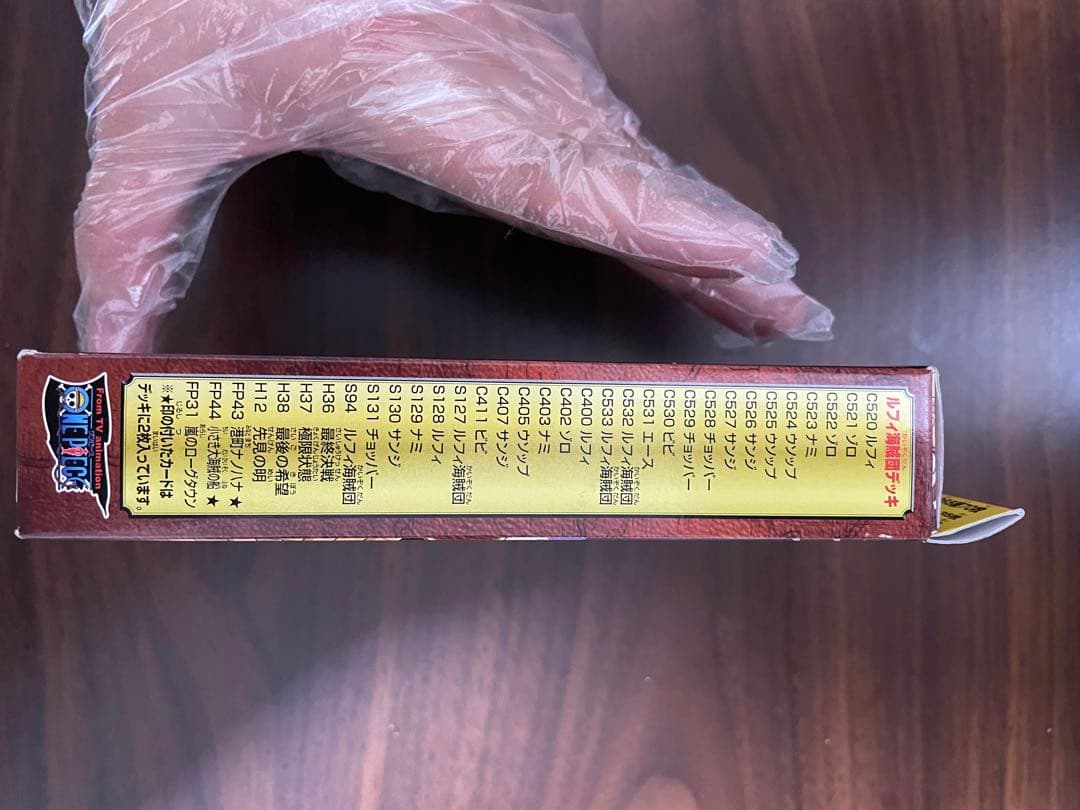 ルフィ海賊団デッキ
C520 ルフィ
C521 ゾロ
C522 ゾロ
C523 ナミ
C524 ウソップ
C525 ウソップ
C526 サンジ
C527 サンジ
C528 チョッパー
C529 チョッパー
C530 ビビ
C531 エース
C532 ルフィ海賊団
C533 ルフィ海賊団
C400 ルフィ
C402 ゾロ
C403 ナミ
C405 ウソップ
C407 サンジ
C411 ビビ
S127 ルフィ海賊団
S128 ルフィ
S129 ナミ
S130 サンジ
S131 チョッパー
S94 ルフィ海賊団
H36 最終決戦
H37 極限状態
H38 最後の希望
H12 先見の明
FP43 港町ナノハナ ★
FP44 小さき大海賊の船 ★
FP31 嵐のローグタウン
※★印の付いたカードは
デッキに2枚入っています。
From TV animation
ONE PIECE